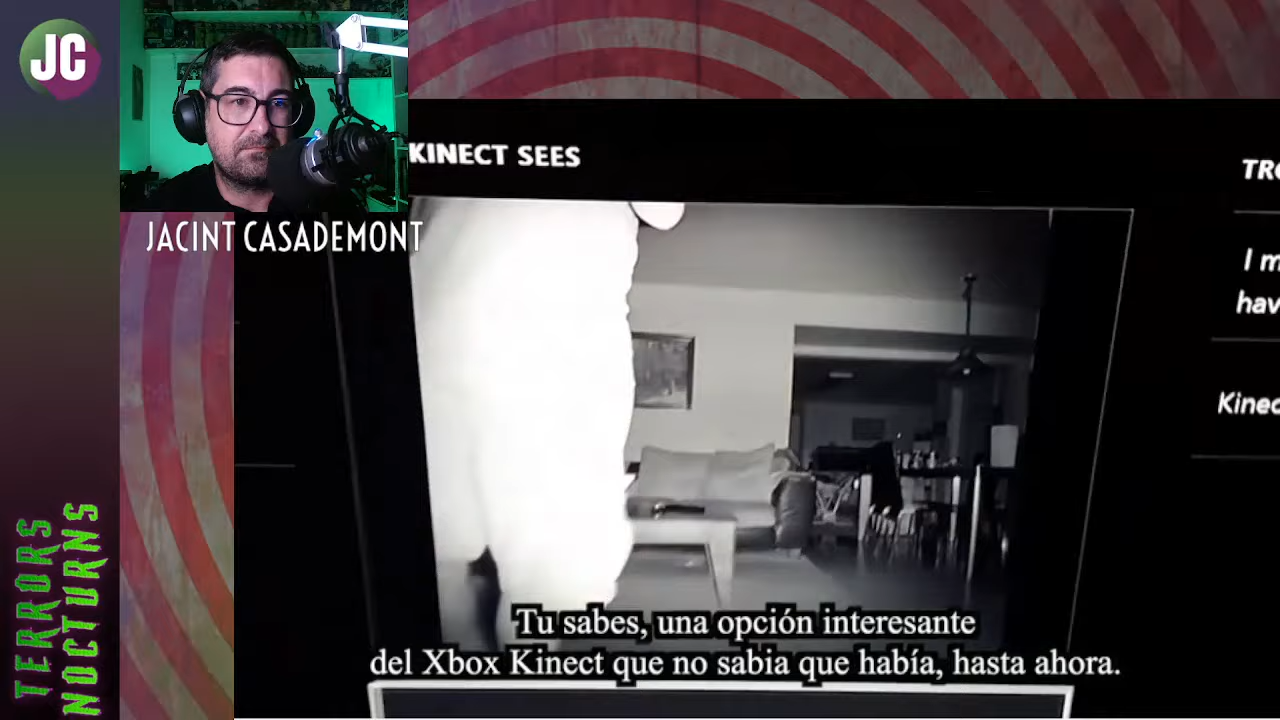 JC
KINECT SEES
JACINT CASADEMONT
TERRORS
NOCTURNS
Tu sabes, una opción interesante
del Xbox Kinect que no sabia que había, hasta ahora.